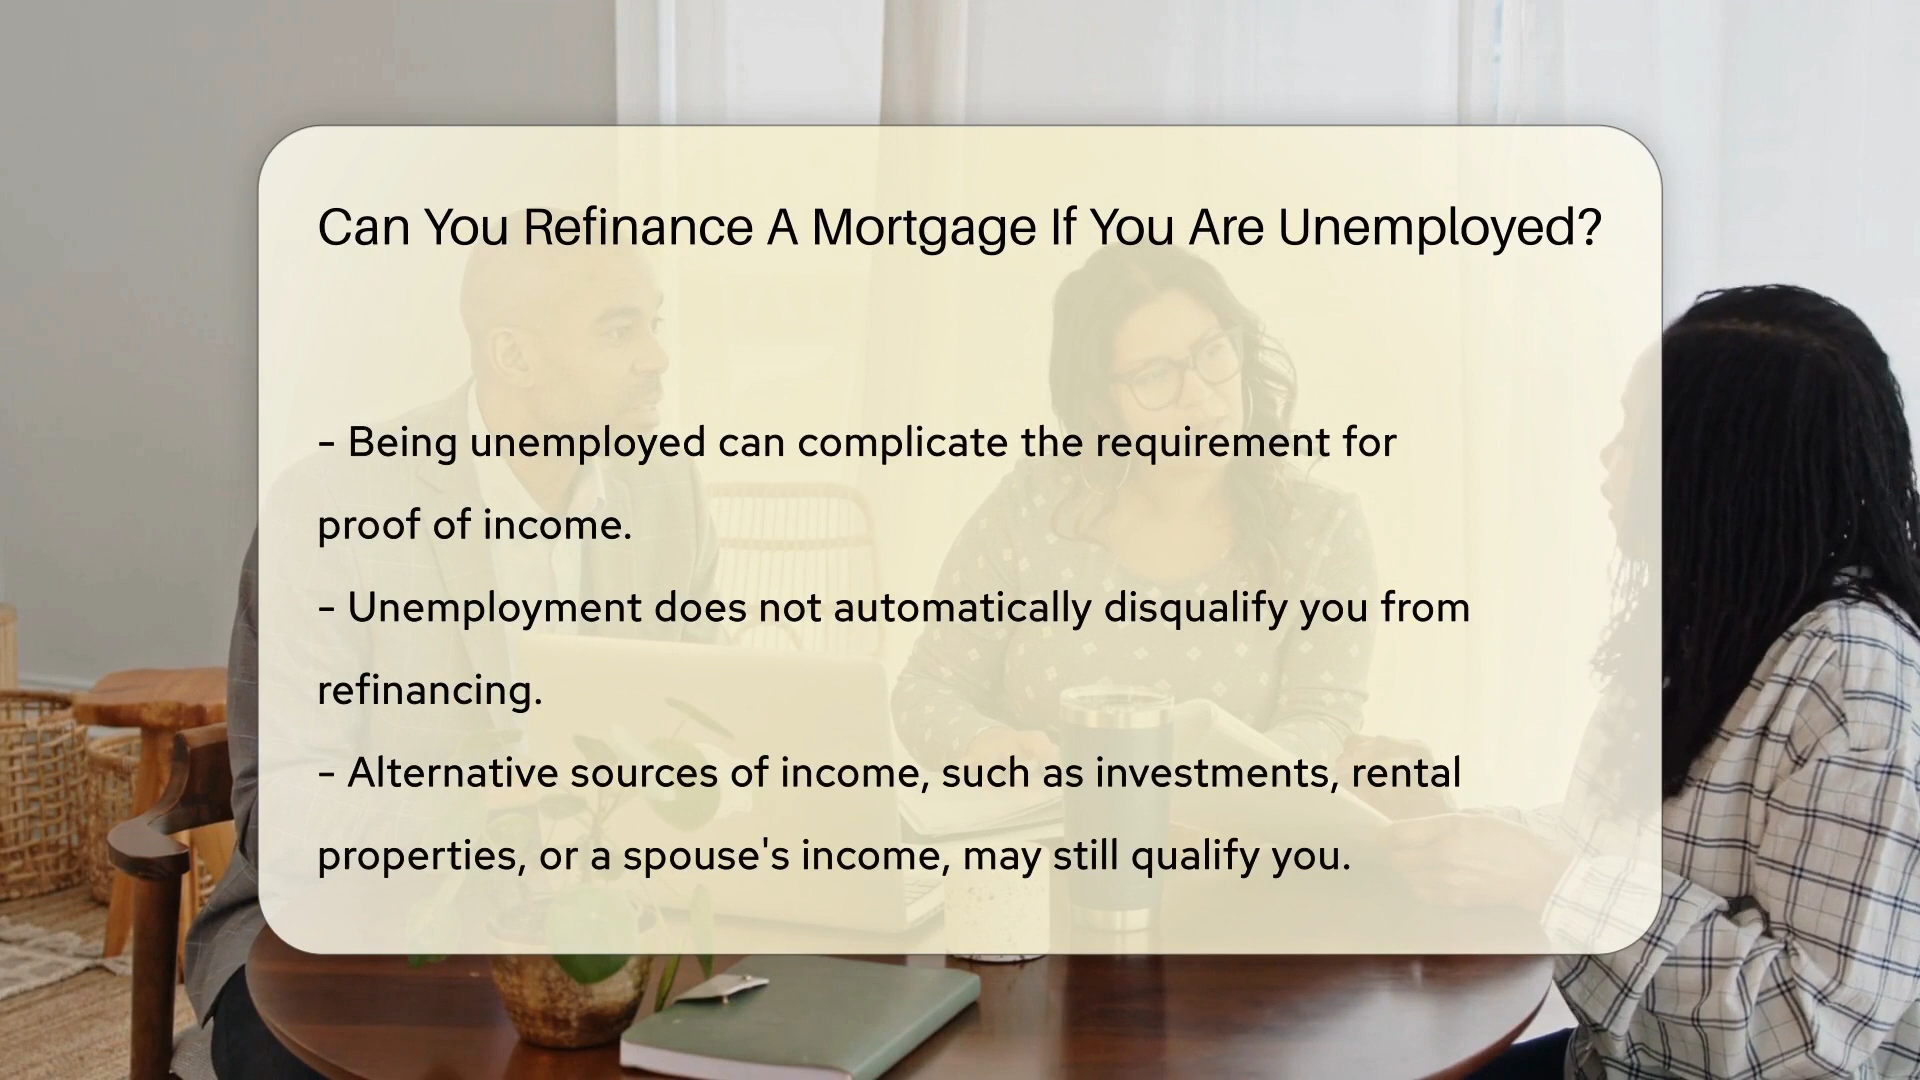 Can You Refinance A Mortgage If You Are Unemployed?
- Being unemployed can complicate the requirement for
proof of income.
- Unemployment does not automatically disqualify you from
refinancing.
- Alternative sources of income, such as investments, rental
properties, or a spouse's income, may still qualify you.